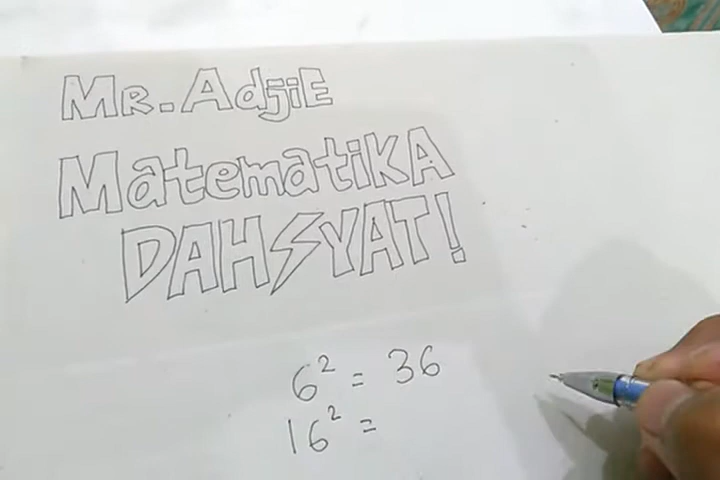 Mr. AdjiE
MatematikA
DAHSYAT!
6² = 36
16² =